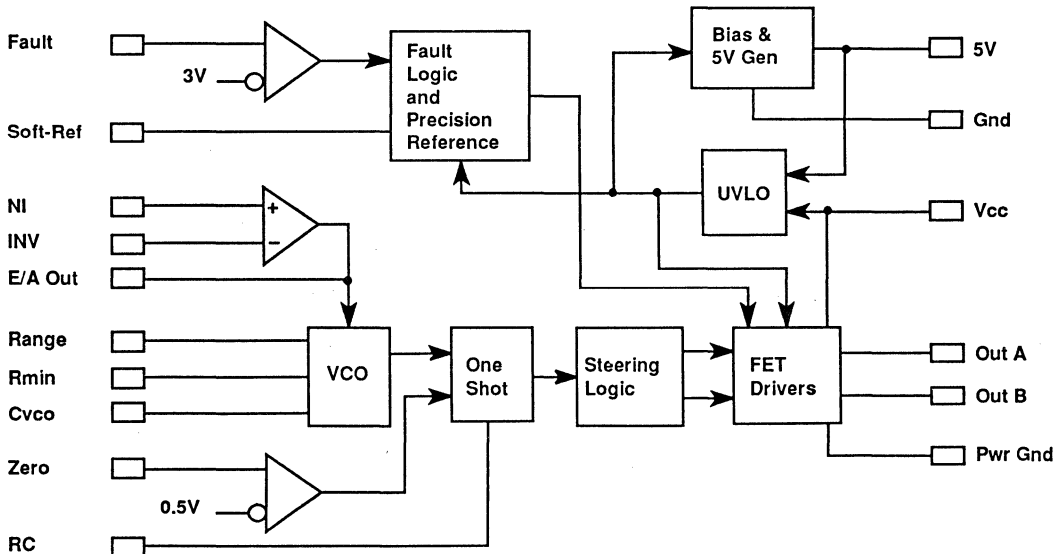 Fault
3V
Soft-Ref
NI
INV
E/A Out
Range
Rmin
Cvco
Zero
0.5V
RC
Fault
Logic
and
Precision
Reference
+
−
VCO
One
Shot
Steering
Logic
FET
Drivers
Bias &
5V Gen
UVLO
5V
Gnd
Vcc
Out A
Out B
Pwr Gnd